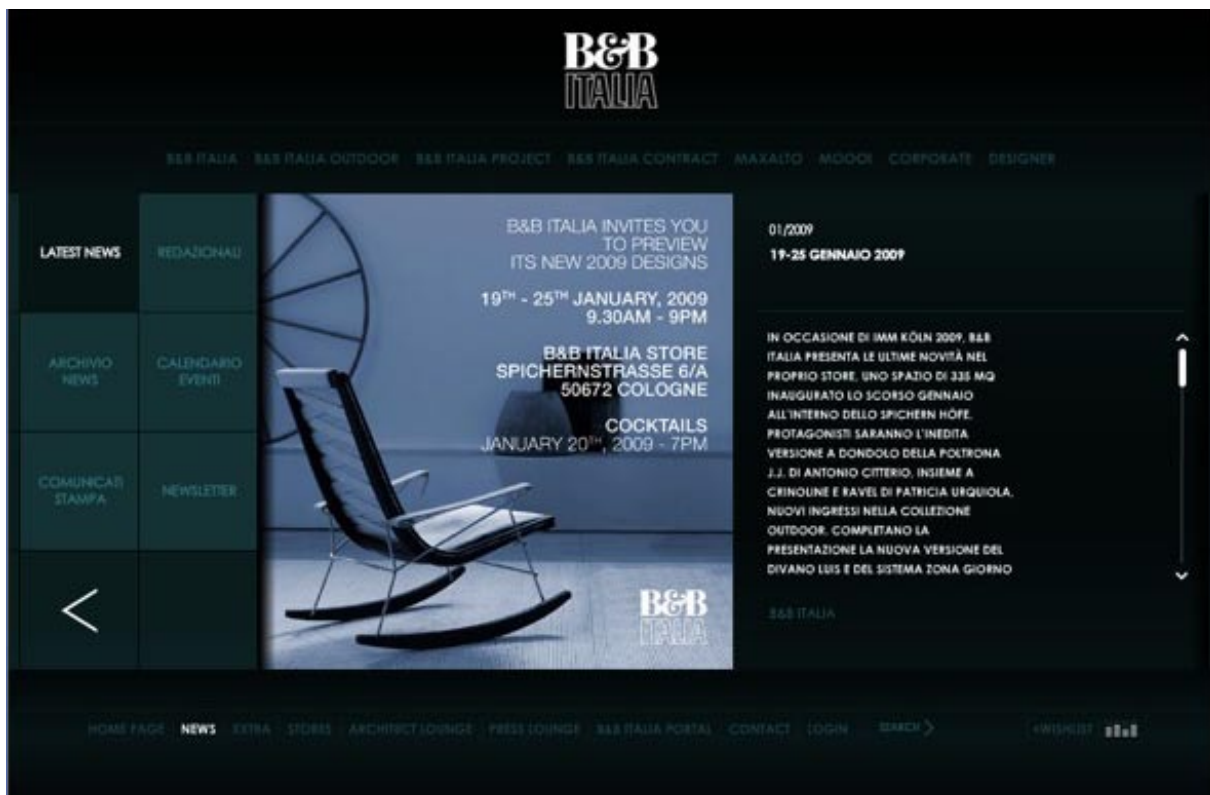 B&B
ITALIA
B&B ITALIA B&B ITALIA OUTDOOR B&B ITALIA PROJECT B&B ITALIA CONTRACT MAXALTO MOOOI CORPORATE DESIGNER
LATEST NEWS
REDAZIONALI
ARCHIVIO
NEWS
CALENDARIO
EVENTI
COMUNICATI
STAMPA
NEWSLETTER
B&B ITALIA INVITES YOU
TO PREVIEW
ITS NEW 2009 DESIGNS
19TH - 25TH JANUARY, 2009
9.30AM - 9PM
B&B ITALIA STORE
SPICHERNSTRASSE 6/A
50672 COLOGNE
COCKTAILS
JANUARY 20TH, 2009 - 7PM
B&B
ITALIA
01/2009
19-25 GENNAIO 2009
IN OCCASIONE DI IMM KÖLN 2009, B&B
ITALIA PRESENTA LE ULTIME NOVITÀ NEL
PROPRIO STORE, UNO SPAZIO DI 335 MQ
INAUGURATO LO SCORSO GENNAIO
ALL'INTERNO DELLO SPICHERN HÖFE.
PROTAGONISTI SARANNO L'INEDITA
VERSIONE A DONDOLO DELLA POLTRONA
J.J. DI ANTONIO CITTERIO, INSIEME A
CRINOLINE E RAVEL DI PATRICIA URQUIOLA,
NUOVI INGRESSI NELLA COLLEZIONE
OUTDOOR. COMPLETANO LA
PRESENTAZIONE LA NUOVA VERSIONE DEL
DIVANO LUIS E DEL SISTEMA ZONA GIORNO
B&B ITALIA
HOME PAGE NEWS EXTRA STORES ARCHITECT LOUNGE PRESS LOUNGE B&B ITALIA PORTAL CONTACT LOGIN SEARCH > +WISHLIST